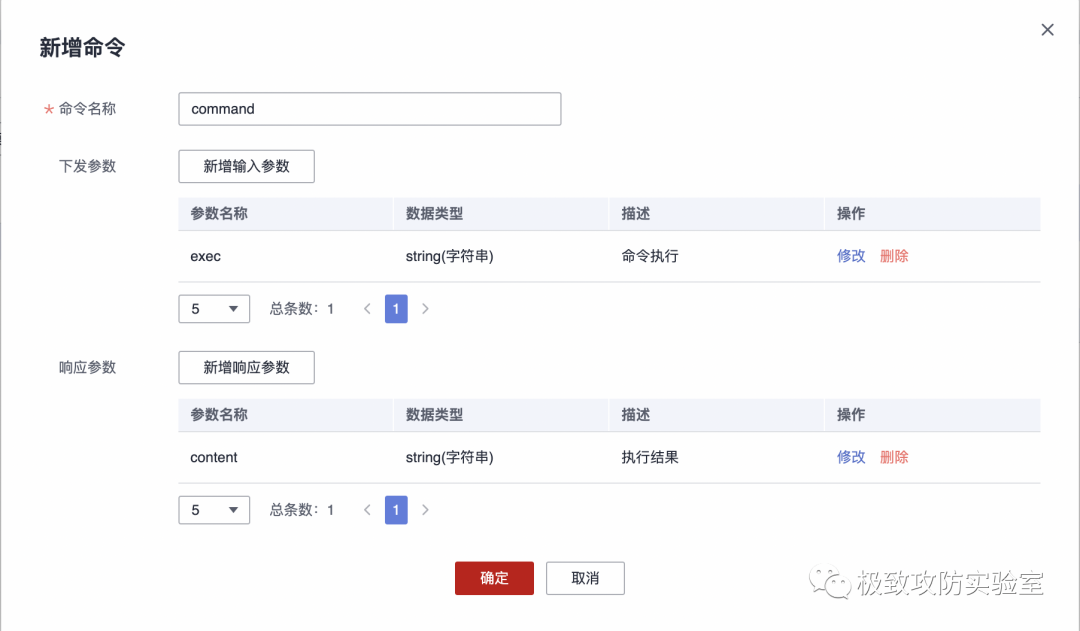 新增命令
* 命令名称 command
下发参数 新增输入参数
参数名称 数据类型 描述 操作
exec string(字符串) 命令执行 修改 删除
5 总条数：1 < 1 >
响应参数 新增响应参数
参数名称 数据类型 描述 操作
content string(字符串) 执行结果 修改 删除
5 总条数：1 < 1 >
确定 取消
极致攻防实验室